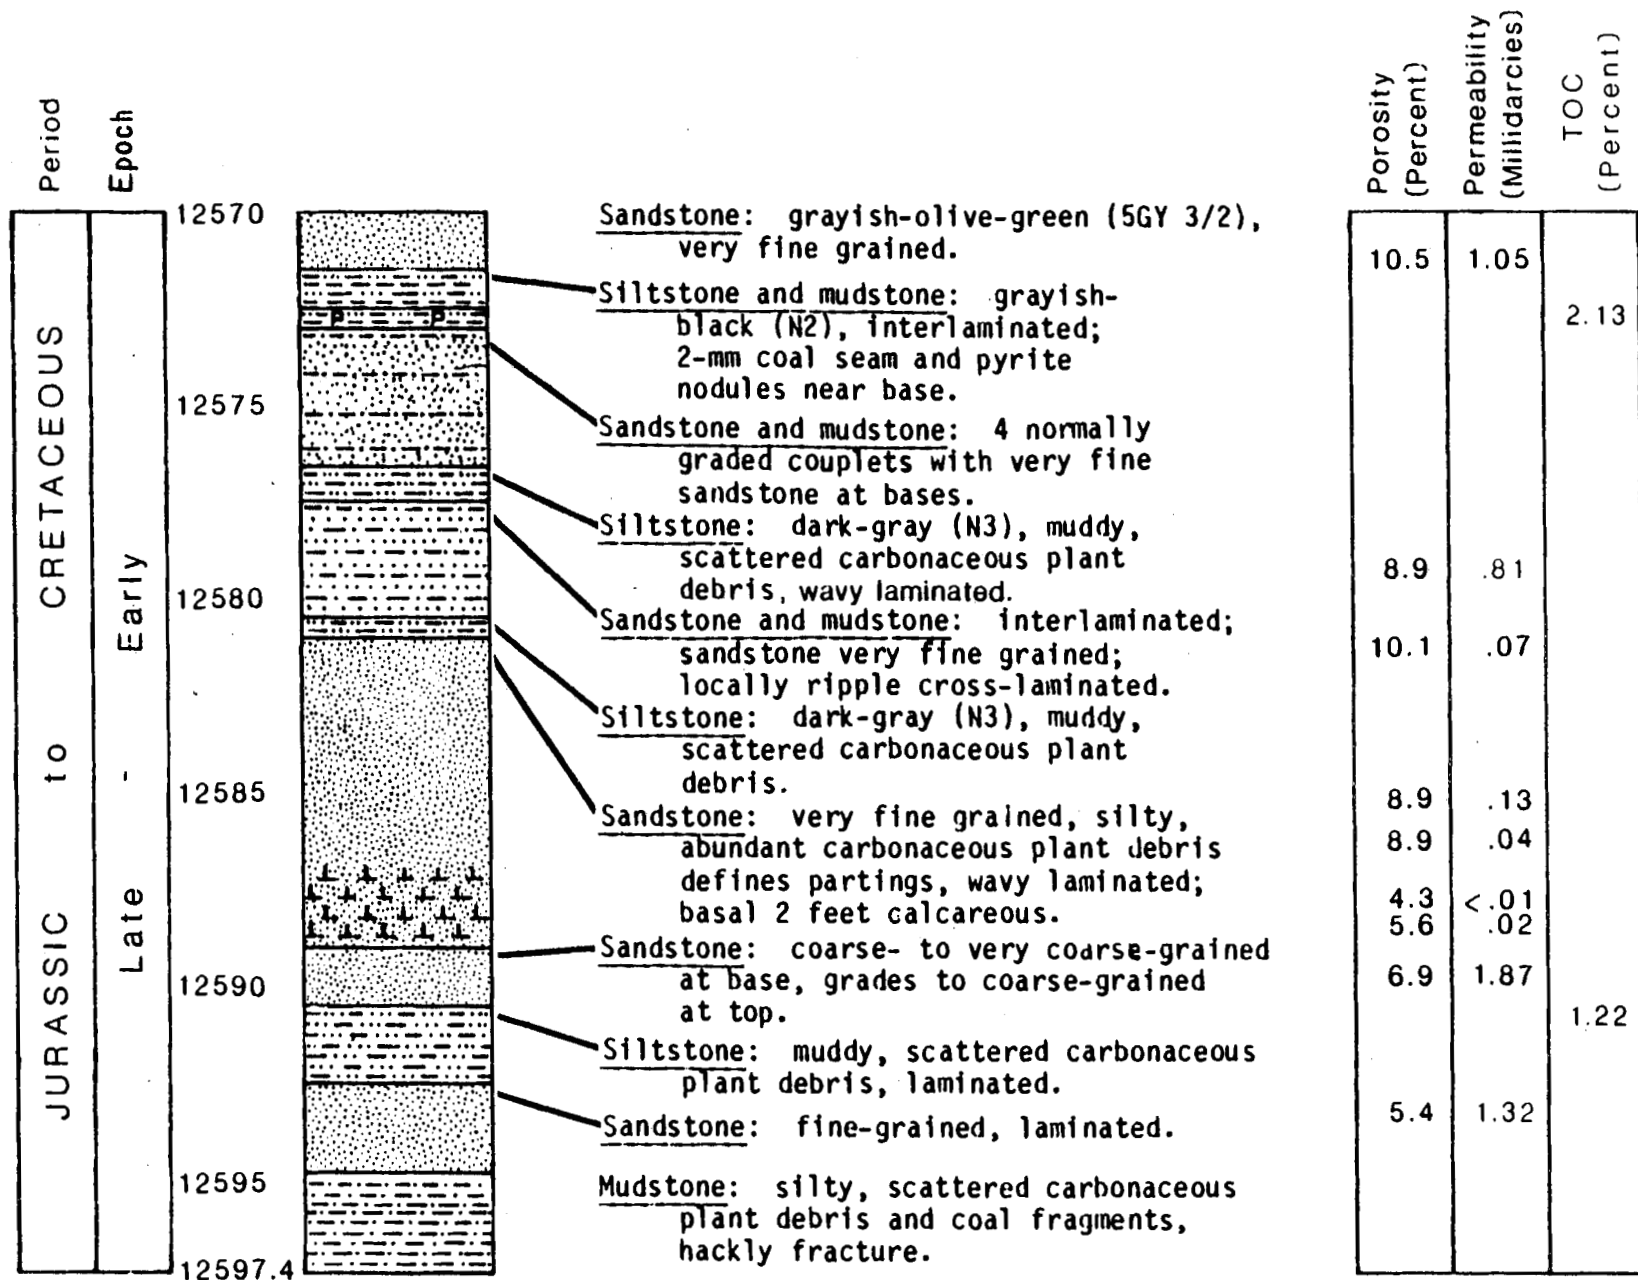 Period
Epoch
Porosity
(Percent)
Permeability
(Millidarcies)
TOC
(Percent)
JURASSIC to CRETACEOUS
Late - Early
12570
12575
12580
12585
12590
12595
12597.4
P P
Sandstone: grayish-olive-green (5GY 3/2),
very fine grained.
Siltstone and mudstone: grayish-
black (N2), interlaminated;
2-mm coal seam and pyrite
nodules near base.
Sandstone and mudstone: 4 normally
graded couplets with very fine
sandstone at bases.
Siltstone: dark-gray (N3), muddy,
scattered carbonaceous plant
debris, wavy laminated.
Sandstone and mudstone: interlaminated;
sandstone very fine grained;
locally ripple cross-laminated.
Siltstone: dark-gray (N3), muddy,
scattered carbonaceous plant
debris.
Sandstone: very fine grained, silty,
abundant carbonaceous plant debris
defines partings, wavy laminated;
basal 2 feet calcareous.
Sandstone: coarse- to very coarse-grained
at base, grades to coarse-grained
at top.
Siltstone: muddy, scattered carbonaceous
plant debris, laminated.
Sandstone: fine-grained, laminated.
Mudstone: silty, scattered carbonaceous
plant debris and coal fragments,
hackly fracture.
10.5 1.05
2.13
8.9 .81
10.1 .07
8.9 .13
8.9 .04
4.3 <.01
5.6 .02
6.9 1.87
1.22
5.4 1.32